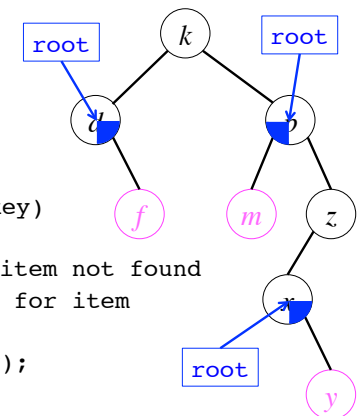 root
k
root
d
f
m
z
ey)
item not found
for item
x
);
root
y